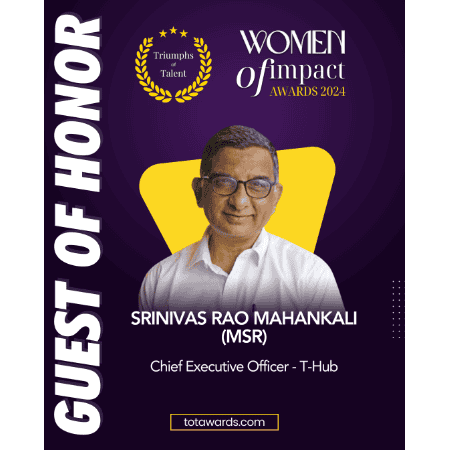 GUEST OF HONOR
Triumphs
of
Talent
WOMEN
of impact
AWARDS 2024
SRINIVAS RAO MAHANKALI
(MSR)
Chief Executive Officer - T-Hub
totawards.com